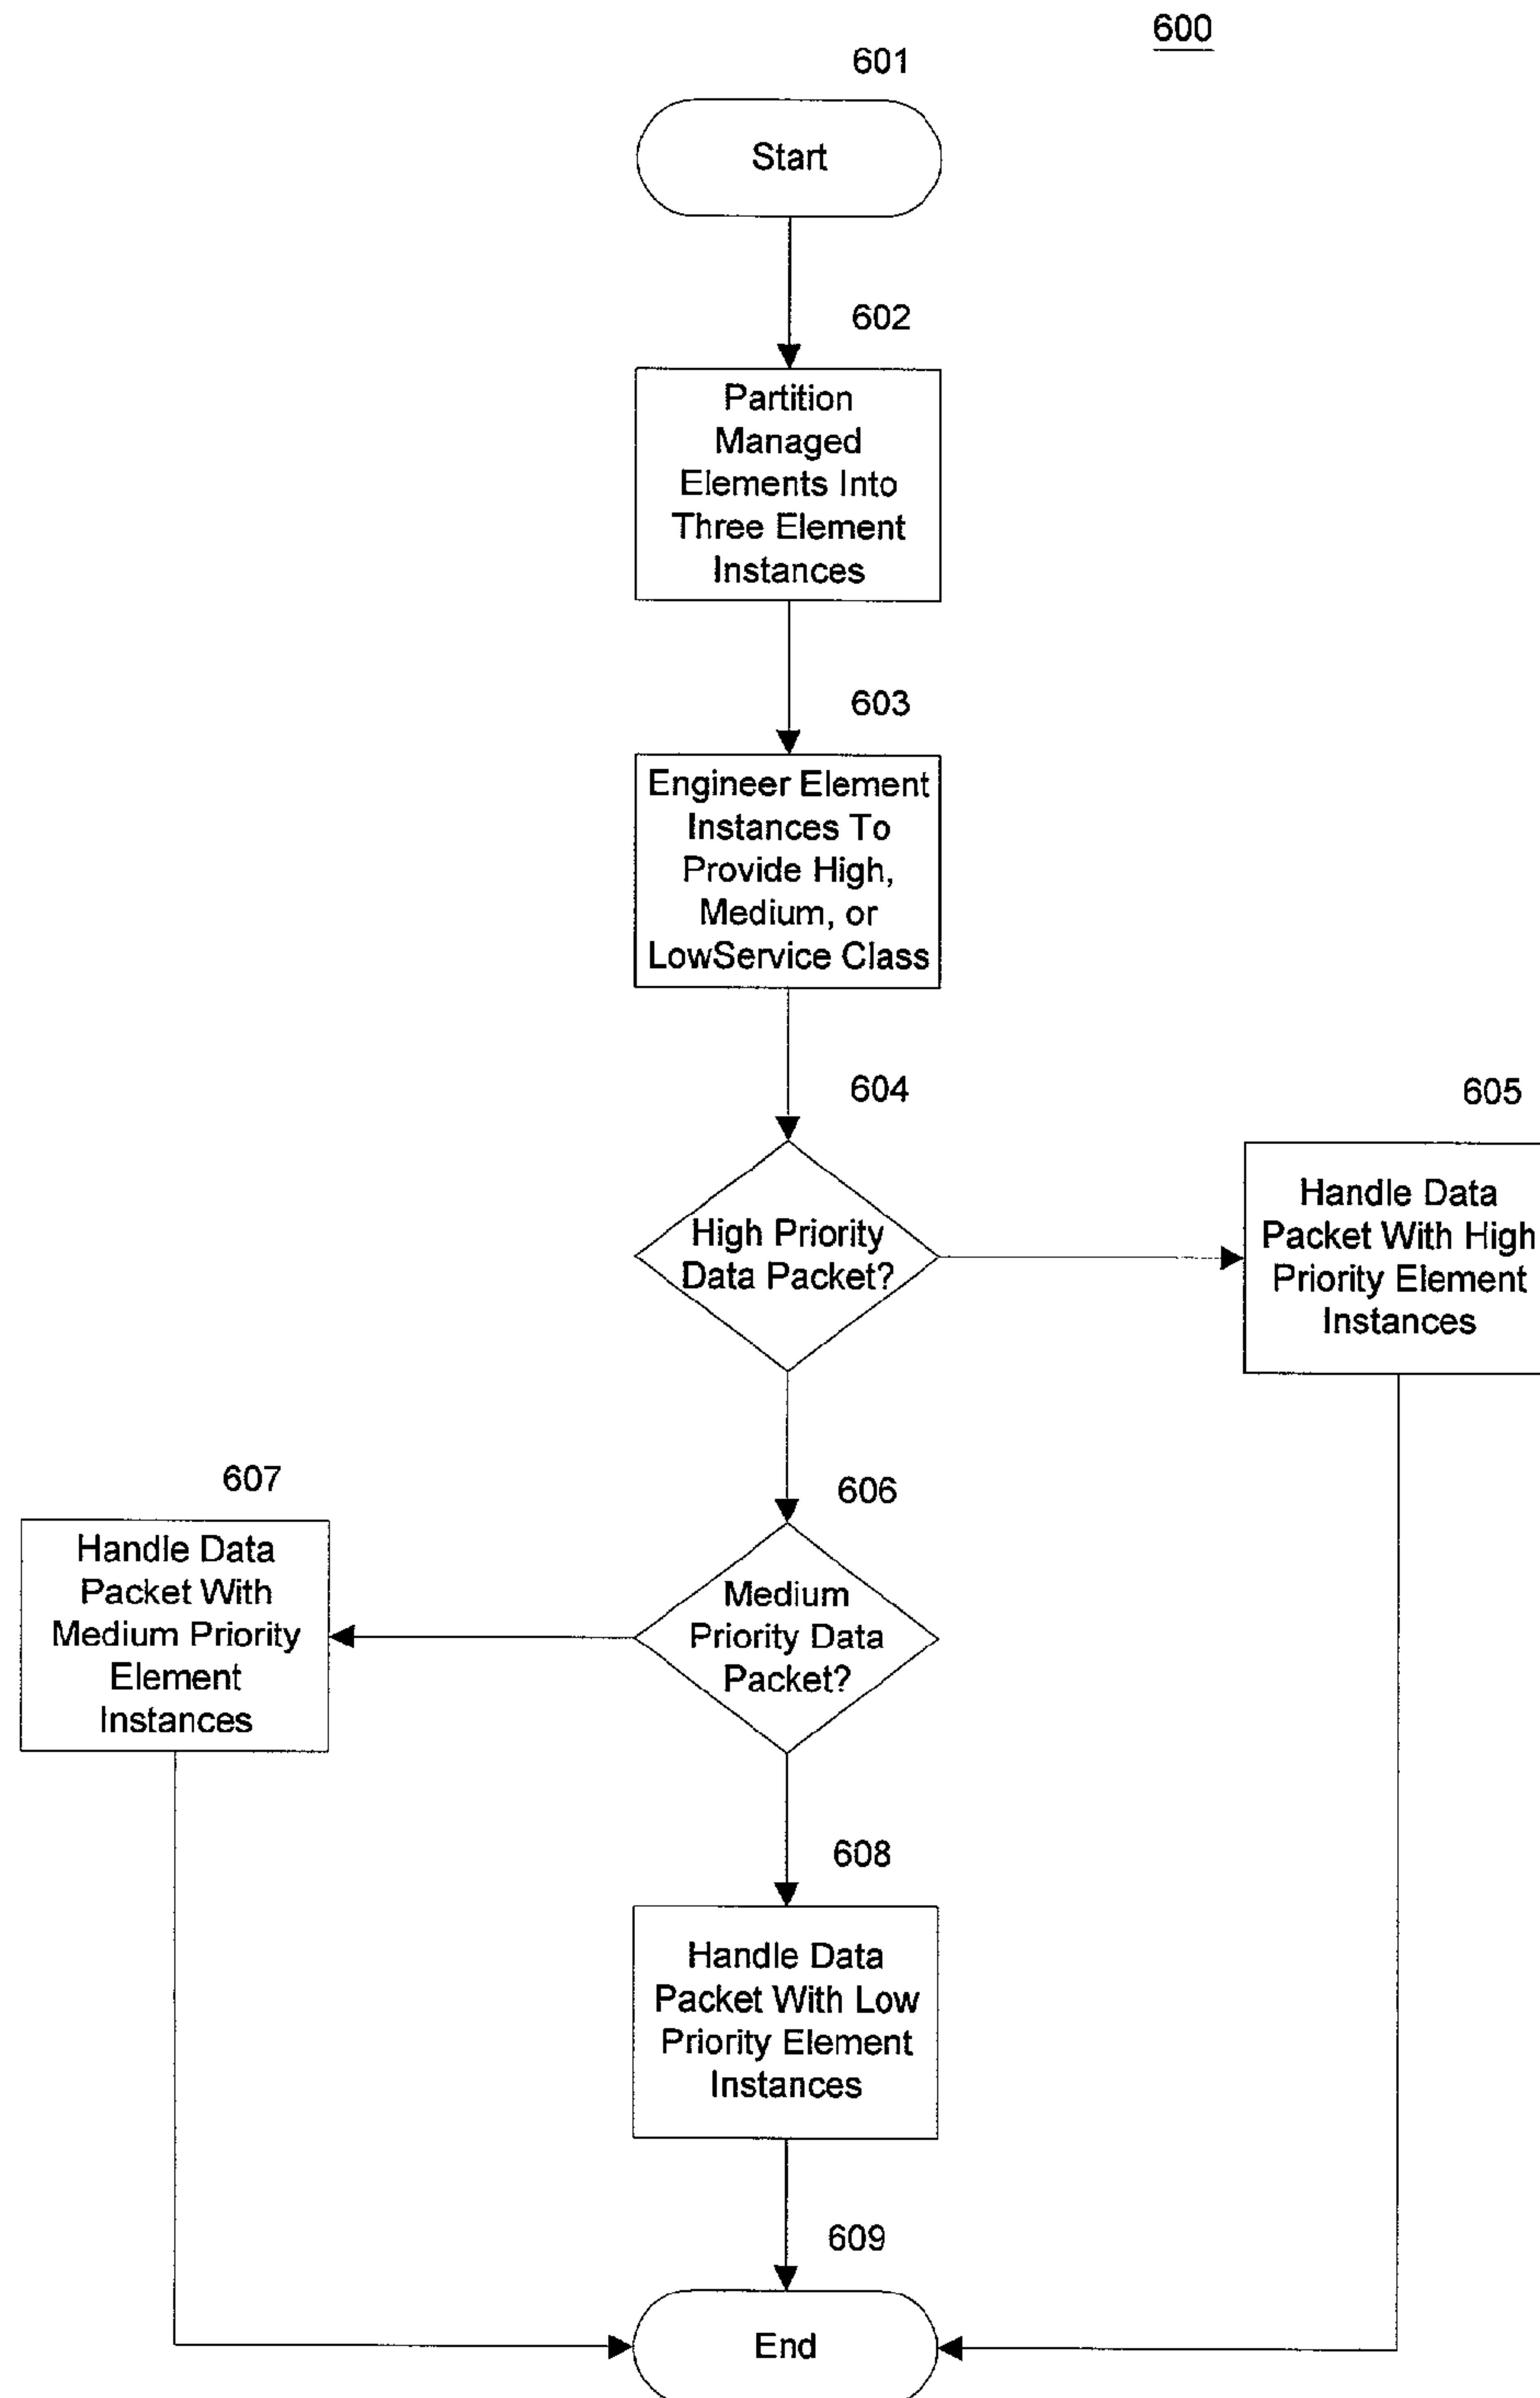 600
601
Start
602
Partition
Managed
Elements Into
Three Element
Instances
603
Engineer Element
Instances To
Provide High,
Medium, or
LowService Class
604
High Priority
Data Packet?
605
Handle Data
Packet With High
Priority Element
Instances
606
Medium
Priority Data
Packet?
607
Handle Data
Packet With
Medium Priority
Element
Instances
608
Handle Data
Packet With Low
Priority Element
Instances
609
End